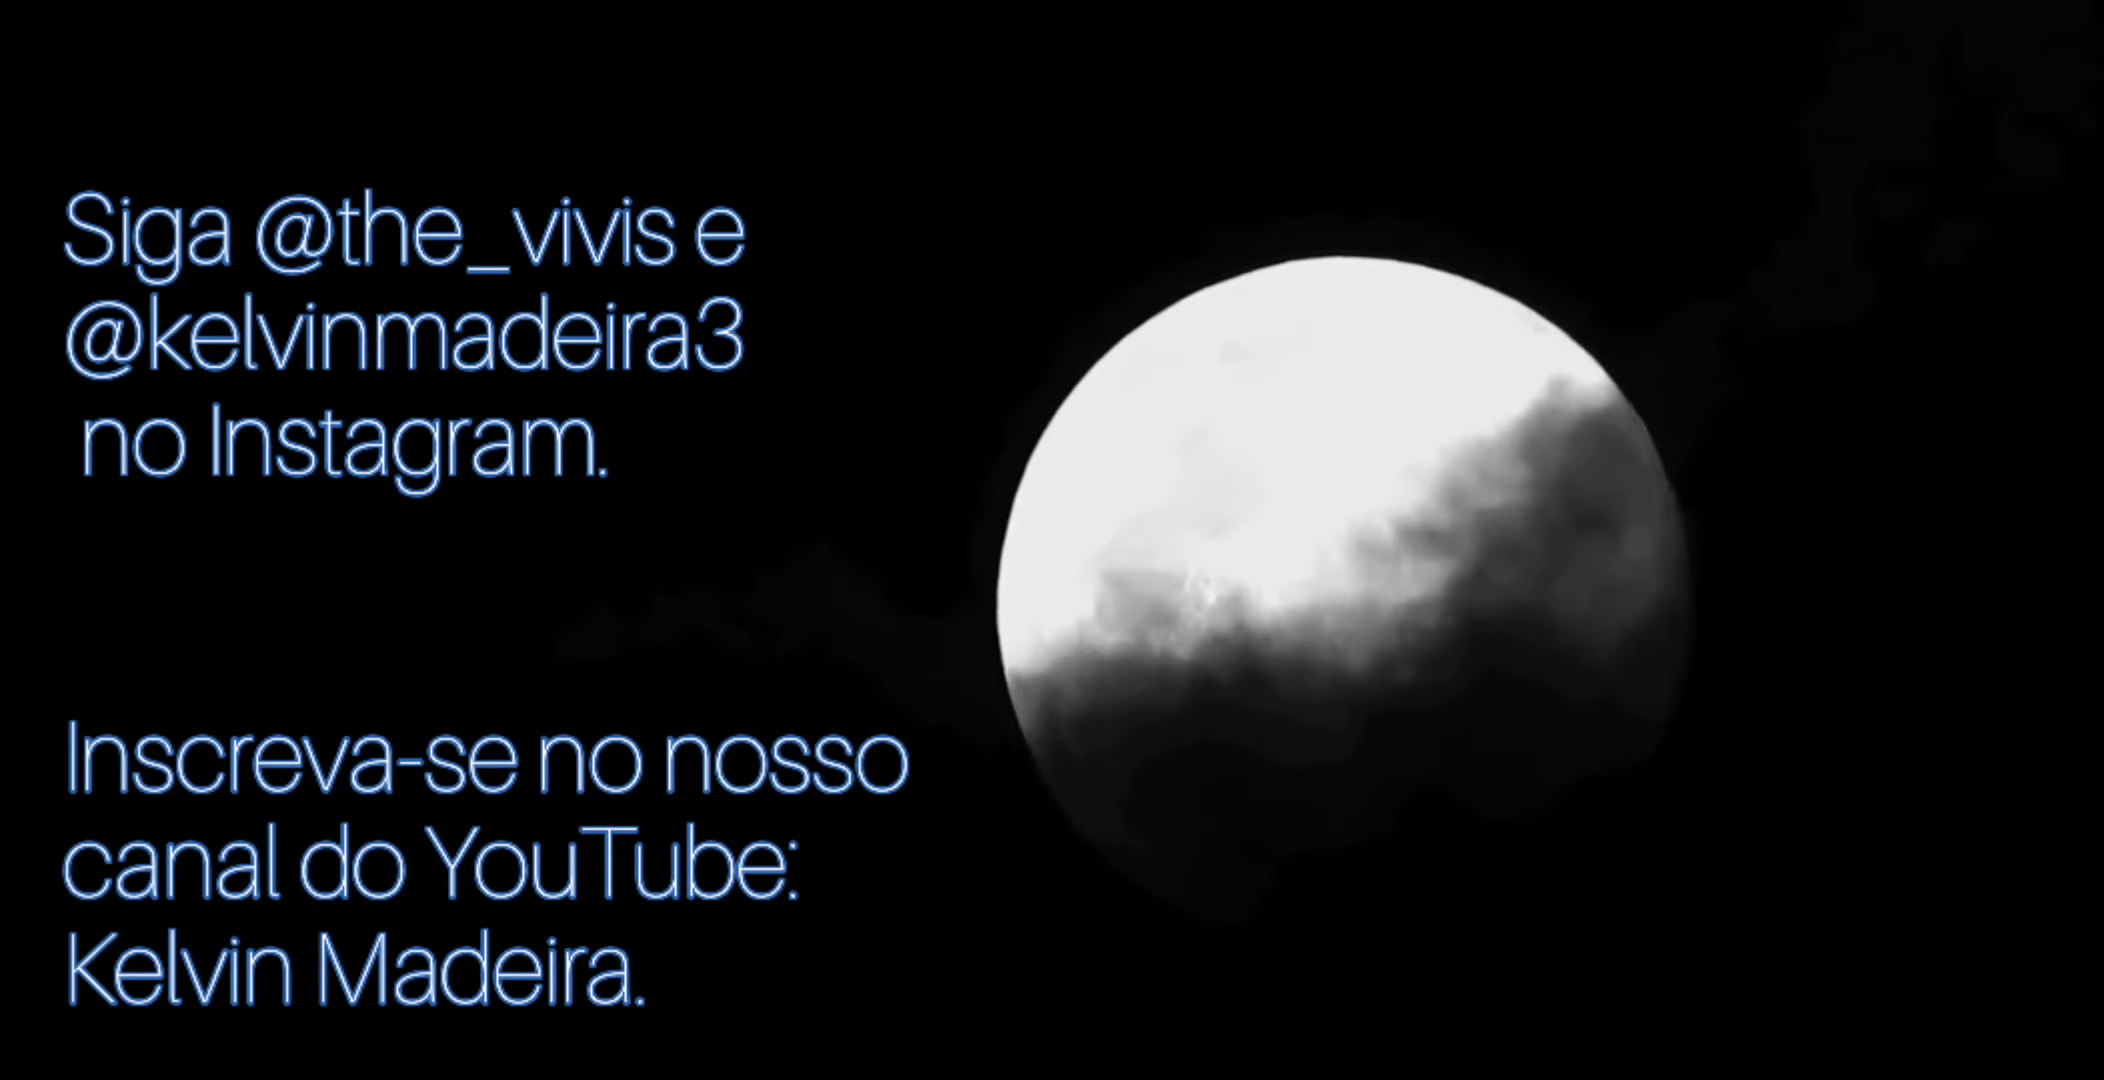 Siga @the_vivis e
@kelvinmadeira3
no Instagram.
Inscreva-se no nosso
canal do YouTube:
Kelvin Madeira.